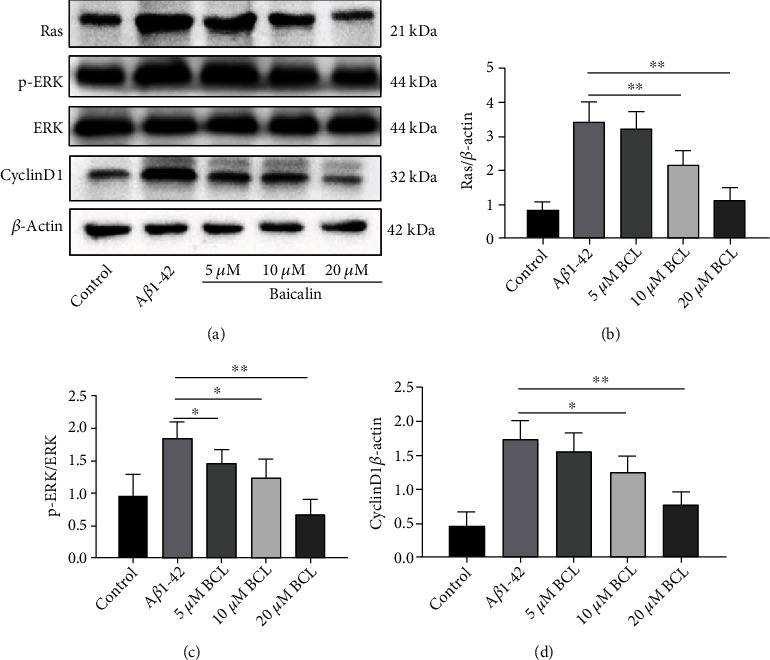 Ras 21 kDa
p-ERK 44 kDa
ERK 44 kDa
CyclinD1 32 kDa
β-Actin 42 kDa
Control Aβ1-42 5 μM 10 μM 20 μM
Baicalin
(a)
Ras/β-actin
5
4
3
2
1
0
**
**
Control Aβ1-42 5 μM BCL 10 μM BCL 20 μM BCL
(b)
p-ERK/ERK
2.5
2.0
1.5
1.0
0.5
0.0
**
*
*
Control Aβ1-42 5 μM BCL 10 μM BCL 20 μM BCL
(c)
CyclinD1β-actin
2.5
2.0
1.5
1.0
0.5
0.0
**
*
Control Aβ1-42 5 μM BCL 10 μM BCL 20 μM BCL
(d)